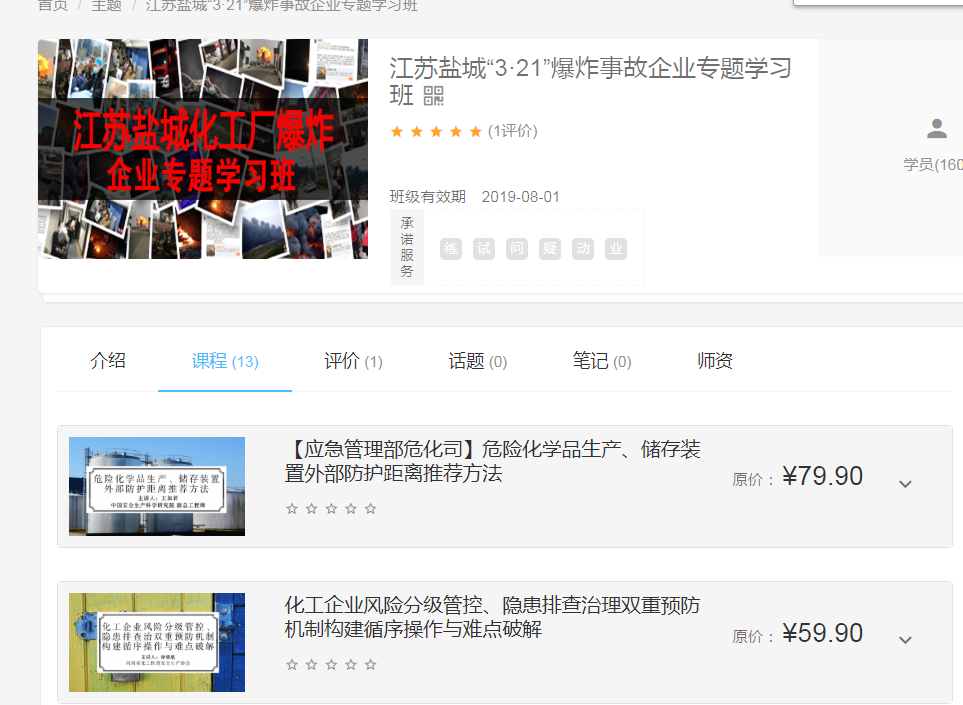 首页 / 主题 / 江苏盐城“3·21”爆炸事故企业专题学习班
江苏盐城化工厂爆炸
企业专题学习班
江苏盐城“3·21”爆炸事故企业专题学习
班
(1评价)
班级有效期 2019-08-01
承诺服务
练 试 问 疑 动 业
学员(160
介绍 课程 (13) 评价 (1) 话题 (0) 笔记 (0) 师资
危险化学品生产、储存装置
外部防护距离推荐方法
主讲人：王如君
中国安全生产科学研究院 副总工程师
【应急管理部危化司】危险化学品生产、储存装
置外部防护距离推荐方法
原价： ¥79.90
化工企业风险分级管控、
隐患排查治双重预防机制
构建循序操作与难点破解
化工企业风险分级管控、隐患排查治理双重预防
机制构建循序操作与难点破解
原价： ¥59.90